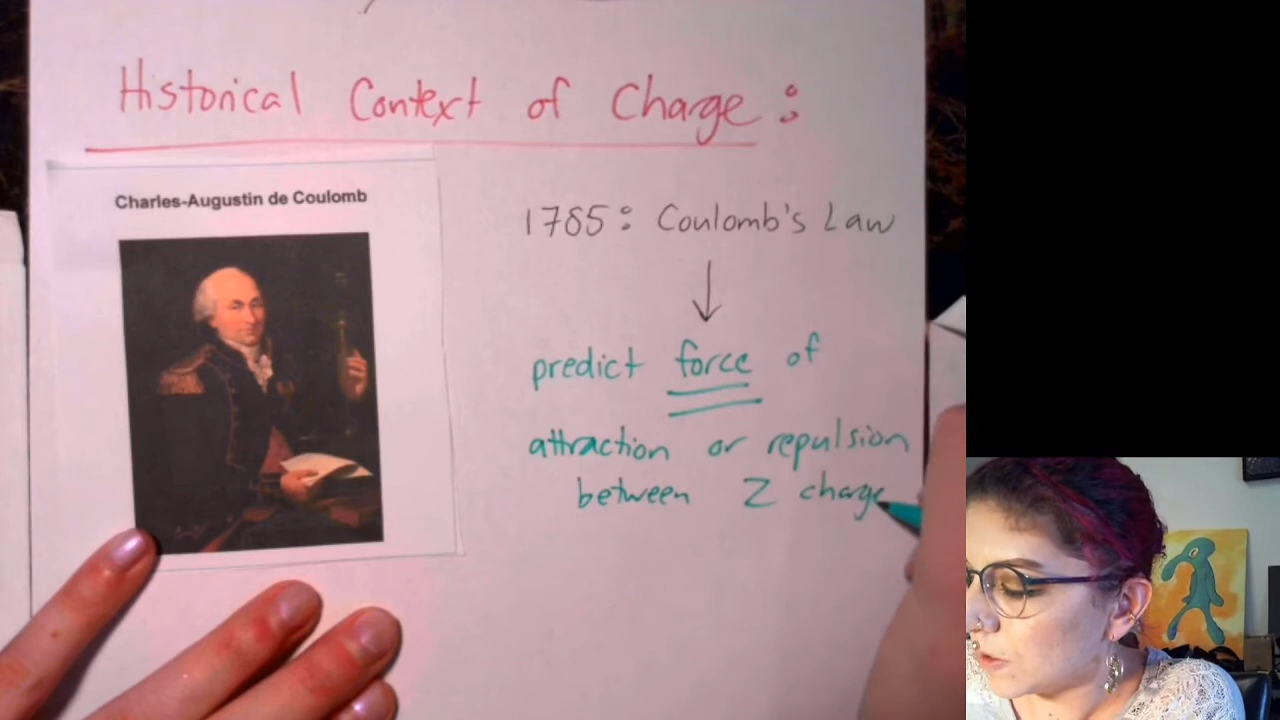 Historical Context of Charge:
Charles-Augustin de Coulomb
1785: Coulomb's Law
predict force of
attraction or repulsion
between 2 charge